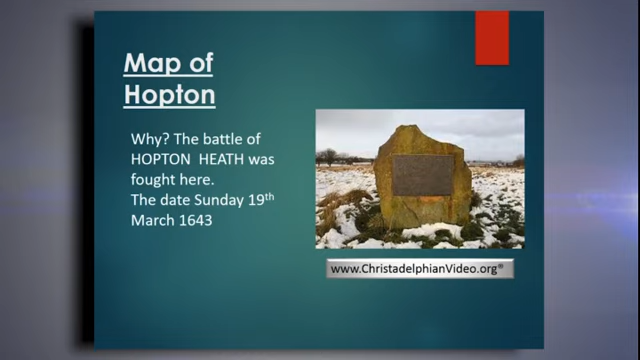 Map of
Hopton
Why? The battle of
HOPTON HEATH was
fought here.
The date Sunday 19th
March 1643
www.ChristadelphianVideo.org®